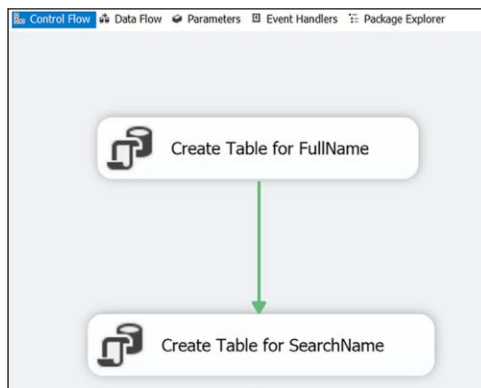 Control Flow Data Flow Parameters Event Handlers Package Explorer
Create Table for FullName
Create Table for SearchName